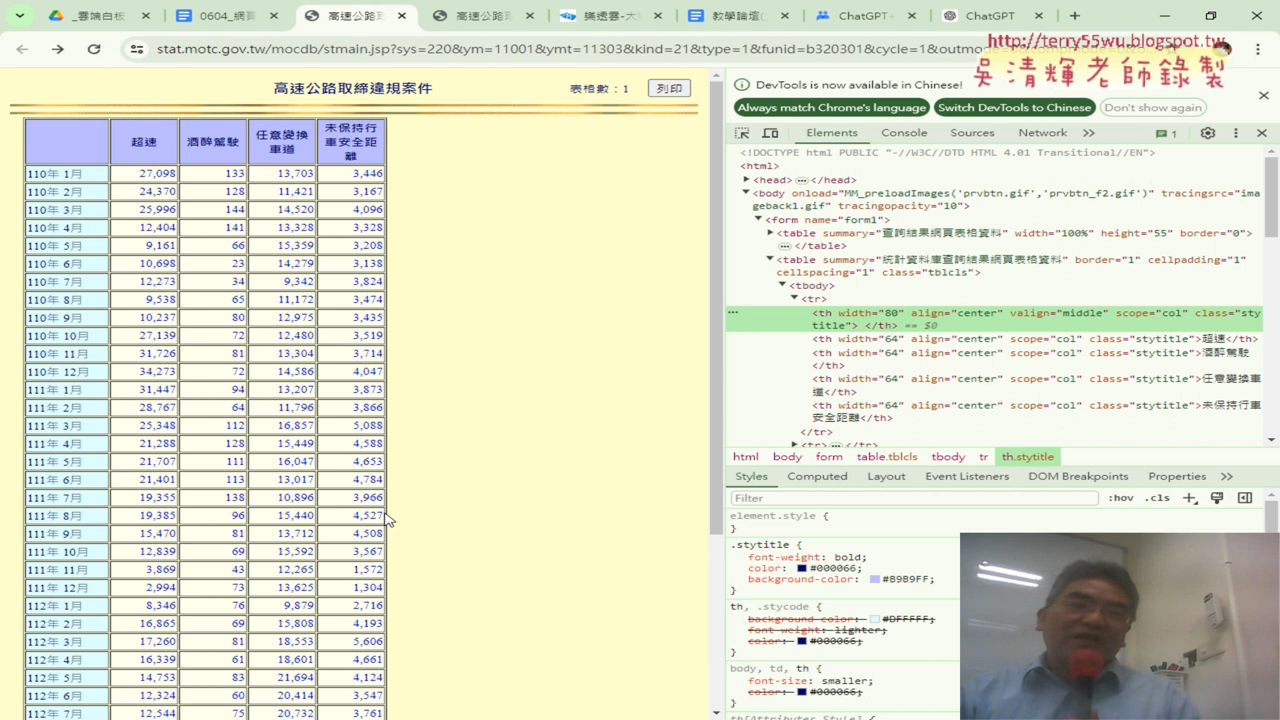 _雲端白板
0604_網頁
高速公路取
高速公路取
樂透雲-大
教學論壇(
ChatGPT+
ChatGPT
stat.motc.gov.tw/mocdb/stmain.jsp?sys=220&ym=11001&ymt=11303&kind=21&type=1&funid=b320301&cycle=1&outmode
http://terry55wu.blogspot.tw
吳清輝老師錄製
高速公路取締違規案件
表格數：1
列印
超速 酒醉駕駛 任意變換車道 未保持行車安全距離
110年 1月 27,098 133 13,703 3,446
110年 2月 24,370 128 11,421 3,167
110年 3月 25,996 144 14,520 4,096
110年 4月 12,404 141 13,328 3,328
110年 5月 9,161 66 15,359 3,208
110年 6月 10,698 23 14,279 3,138
110年 7月 12,273 34 9,342 3,824
110年 8月 9,538 65 11,172 3,474
110年 9月 10,237 80 12,975 3,435
110年 10月 27,139 72 12,480 3,519
110年 11月 31,726 81 13,304 3,714
110年 12月 34,273 72 14,586 4,047
111年 1月 31,447 94 13,207 3,873
111年 2月 28,767 64 11,796 3,866
111年 3月 25,348 112 16,857 5,088
111年 4月 21,288 128 15,449 4,588
111年 5月 21,707 111 16,047 4,653
111年 6月 21,401 113 13,017 4,784
111年 7月 19,355 138 10,896 3,966
111年 8月 19,385 96 15,440 4,527
111年 9月 15,470 81 13,712 4,508
111年 10月 12,839 69 15,592 3,567
111年 11月 3,869 43 12,265 1,572
111年 12月 2,994 73 13,625 1,304
112年 1月 8,346 76 9,879 2,716
112年 2月 16,865 69 15,808 4,193
112年 3月 17,260 81 18,553 5,606
112年 4月 16,339 61 18,601 4,661
112年 5月 14,753 83 21,694 4,124
112年 6月 12,324 60 20,414 3,547
112年 7月 12,544 75 20,732 3,761
DevTools is now available in Chinese!
Always match Chrome's language
Switch DevTools to Chinese
Don't show again
Elements Console Sources Network 1
<!DOCTYPE html PUBLIC "-//W3C//DTD HTML 4.01 Transitional//EN">
<html>
<head> … </head>
<body onload="MM_preloadImages('prvbtn.gif','prvbtn_f2.gif')" tracingsrc="ima
geback1.gif" tracingopacity="10">
<form name="form1">
<table summary="查詢結果網頁表格資料" width="100%" height="55" border="0">
… </table>
<table summary="統計資料庫查詢結果網頁表格資料" border="1" cellpadding="1"
cellspacing="1" class="tblcls">
<tbody>
<tr>
<th width="80" align="center" valign="middle" scope="col" class="sty
title"> </th> == $0
<th width="64" align="center" scope="col" class="stytitle">超速</th>
<th width="64" align="center" scope="col" class="stytitle">酒醉駕駛
</th>
<th width="64" align="center" scope="col" class="stytitle">任意變換車
道</th>
<th width="64" align="center" scope="col" class="stytitle">未保持行車
安全距離</th>
</tr>
<tr> … </tr>
html body form table.tblcls tbody tr th.stytitle
Styles Computed Layout Event Listeners DOM Breakpoints Properties
Filter
:hov .cls
element.style {
}
.stytitle {
font-weight: bold;
color: #000066;
background-color: #B9B9FF;
}
th, .stycode {
background-color: #DFFFFF;
font-weight: lighter;
color: #000066;
}
body, td, th {
font-size: smaller;
color: #000066;
}
th[Attributes Style] {